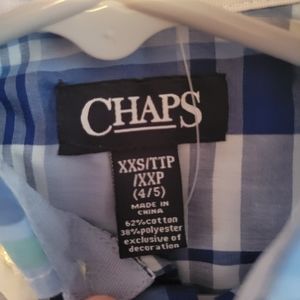 CHAPS
XXS/TTP
/XXP
(4/5)
MADE IN
CHINA
62%cotton
38%polyester
exclusive of
decoration